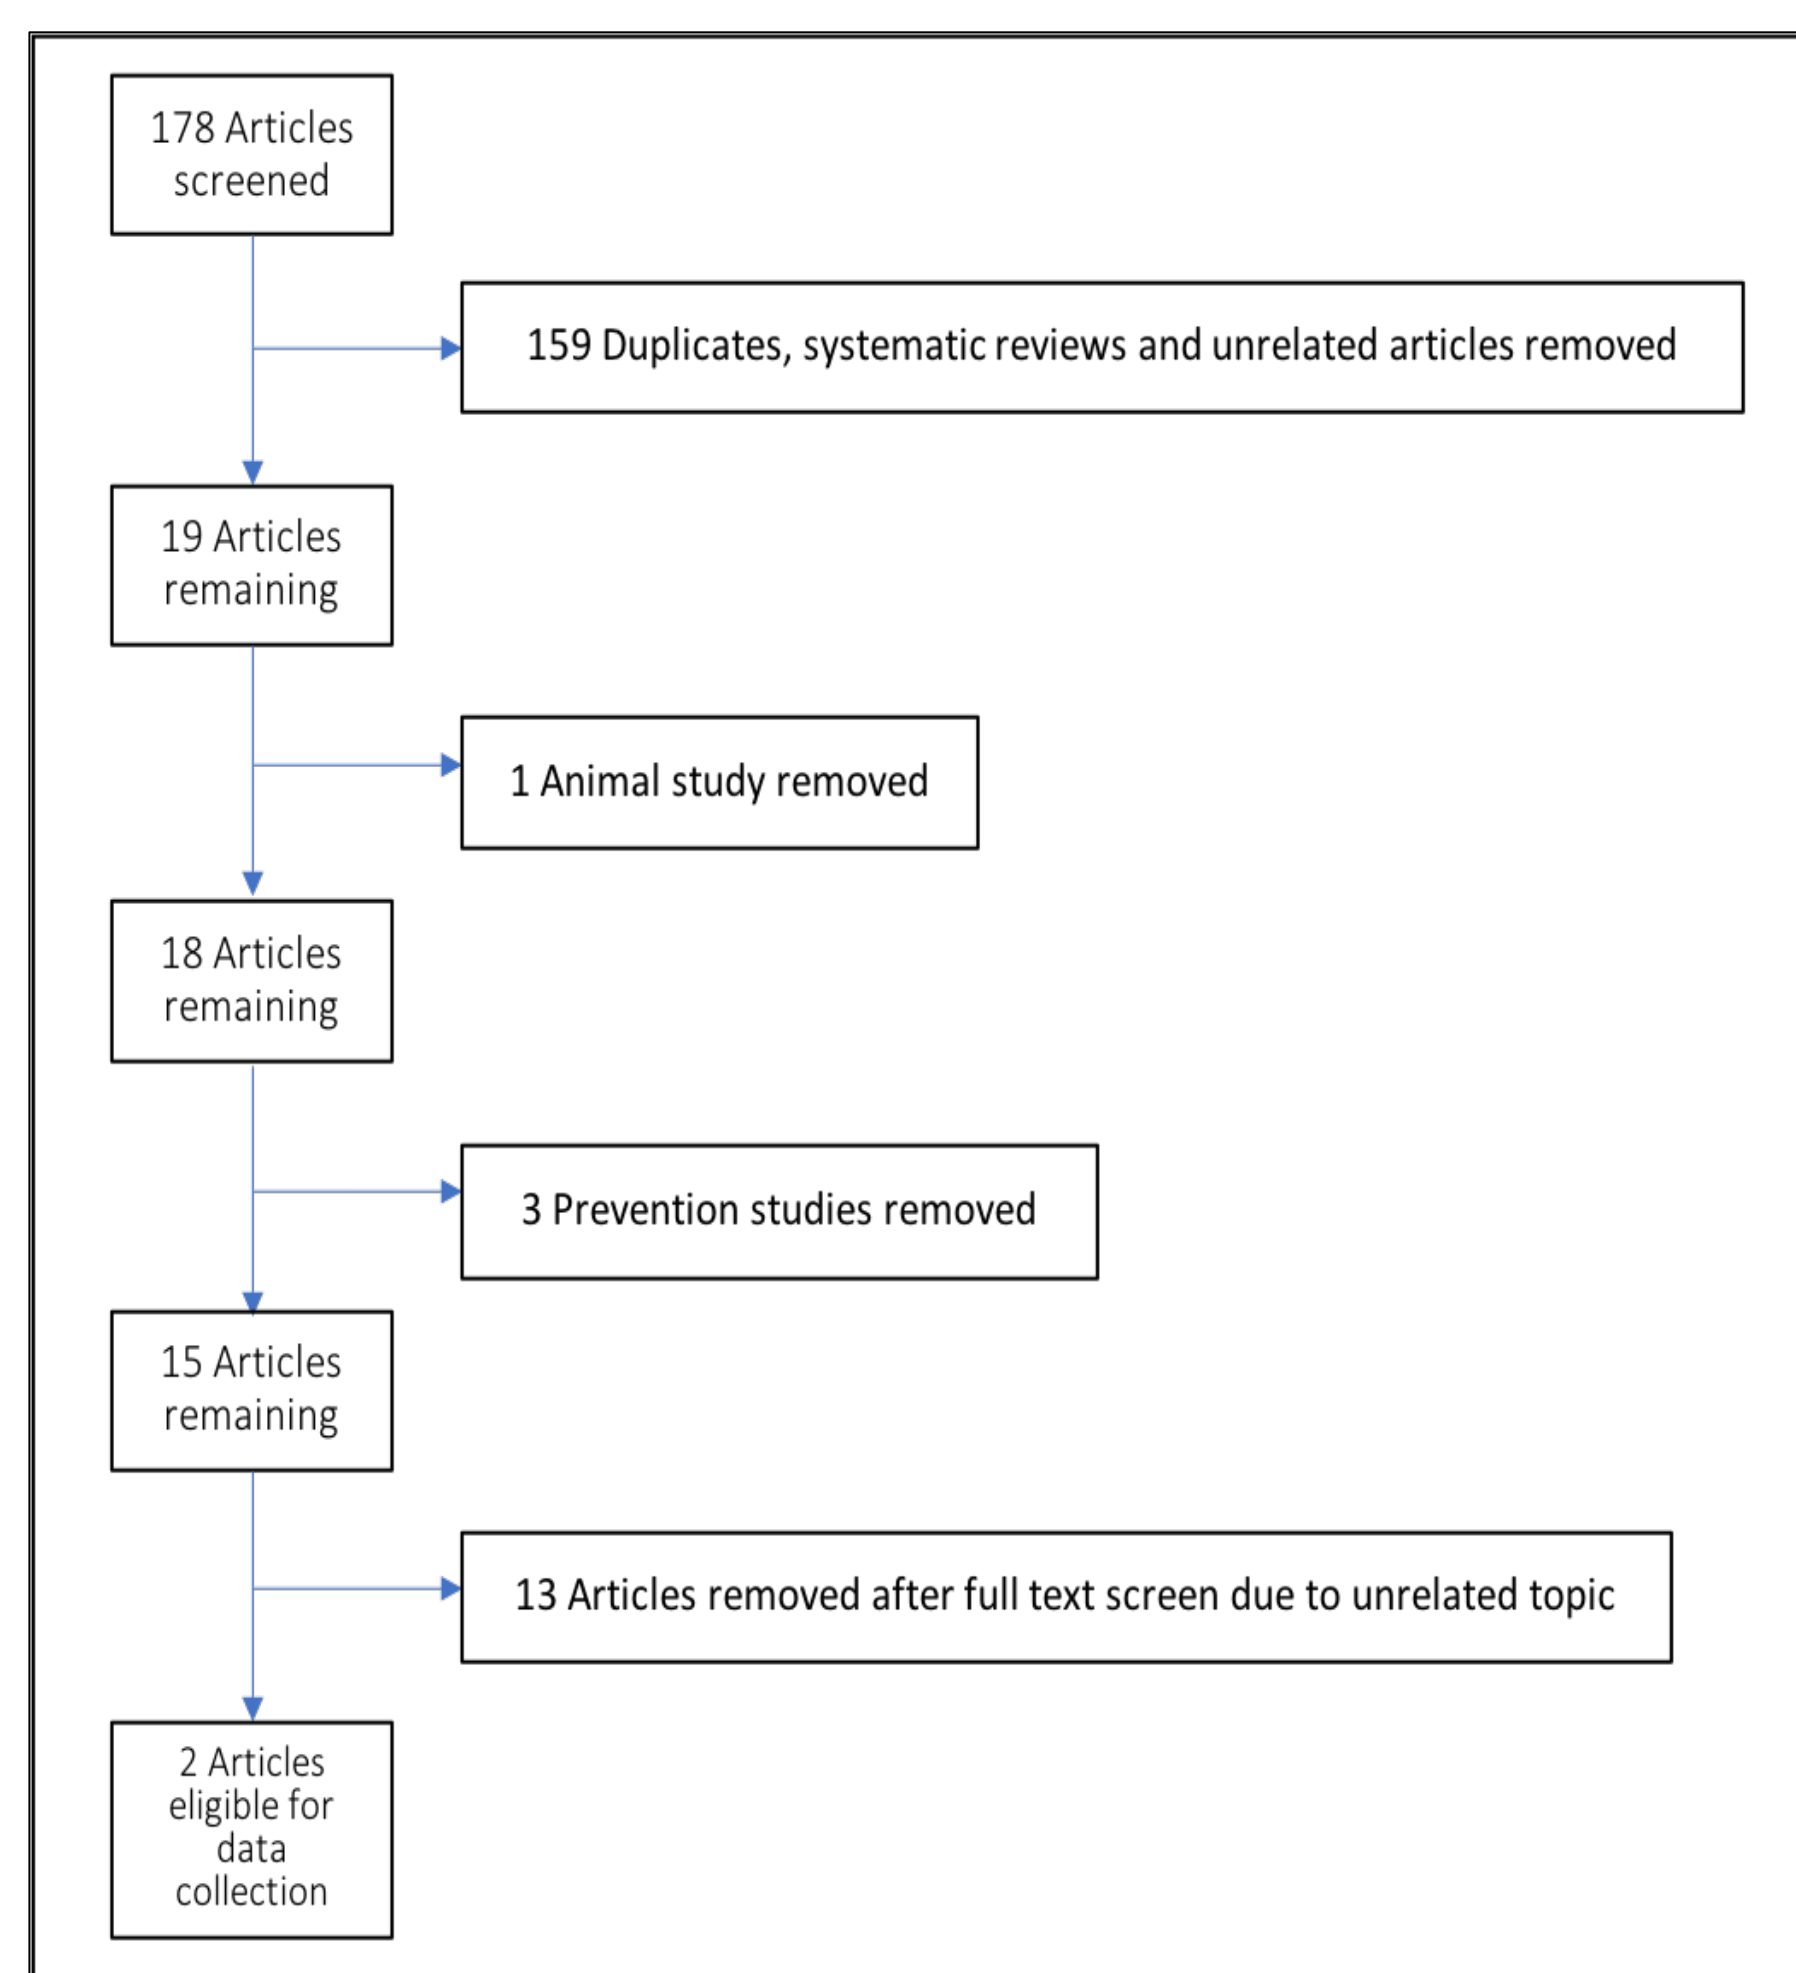 178 Articles
screened
159 Duplicates, systematic reviews and unrelated articles removed
19 Articles
remaining
1 Animal study removed
18 Articles
remaining
3 Prevention studies removed
15 Articles
remaining
13 Articles removed after full text screen due to unrelated topic
2 Articles
eligible for
data
collection